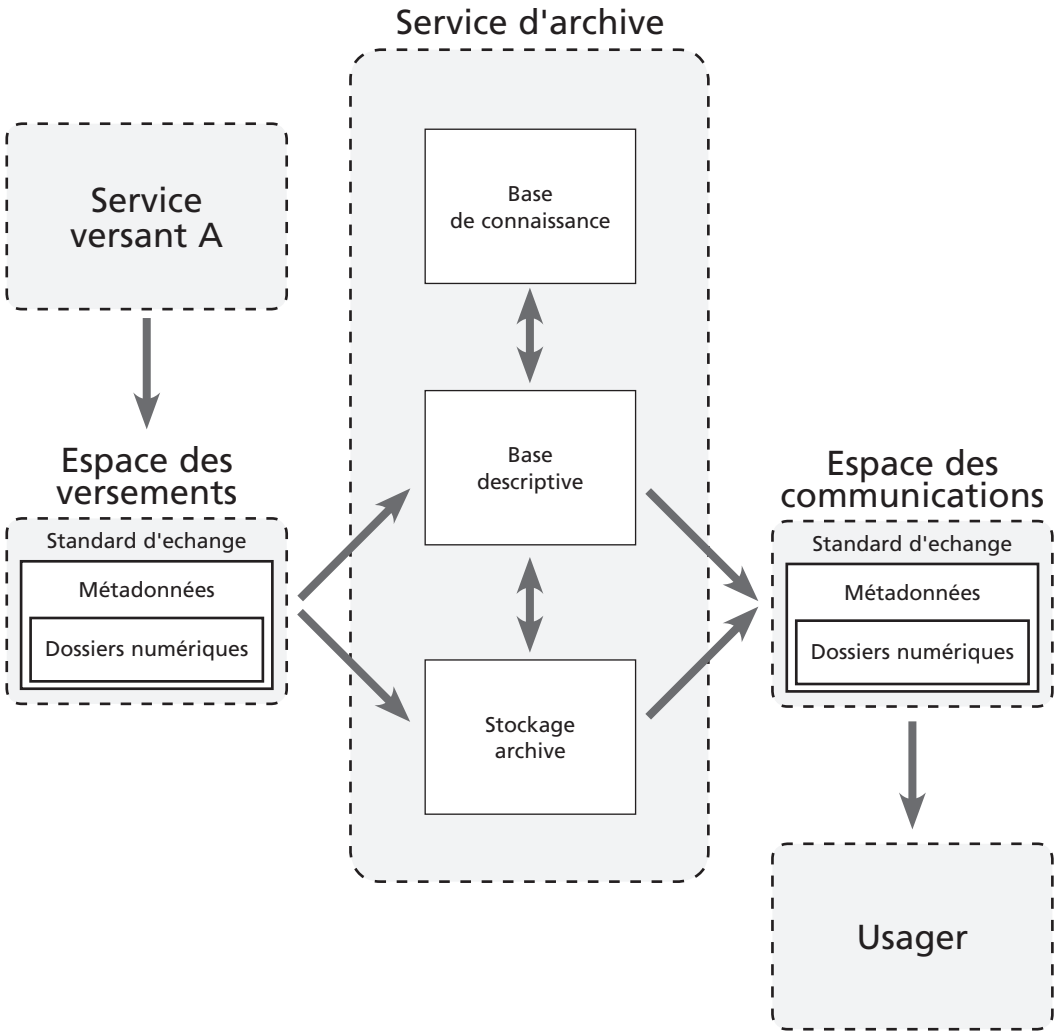 Service d'archive
Service
versant A
Base
de connaissance
Espace des
versements
Standard d'echange
Métadonnées
Dossiers numériques
Base
descriptive
Stockage
archive
Espace des
communications
Standard d'echange
Métadonnées
Dossiers numériques
Usager